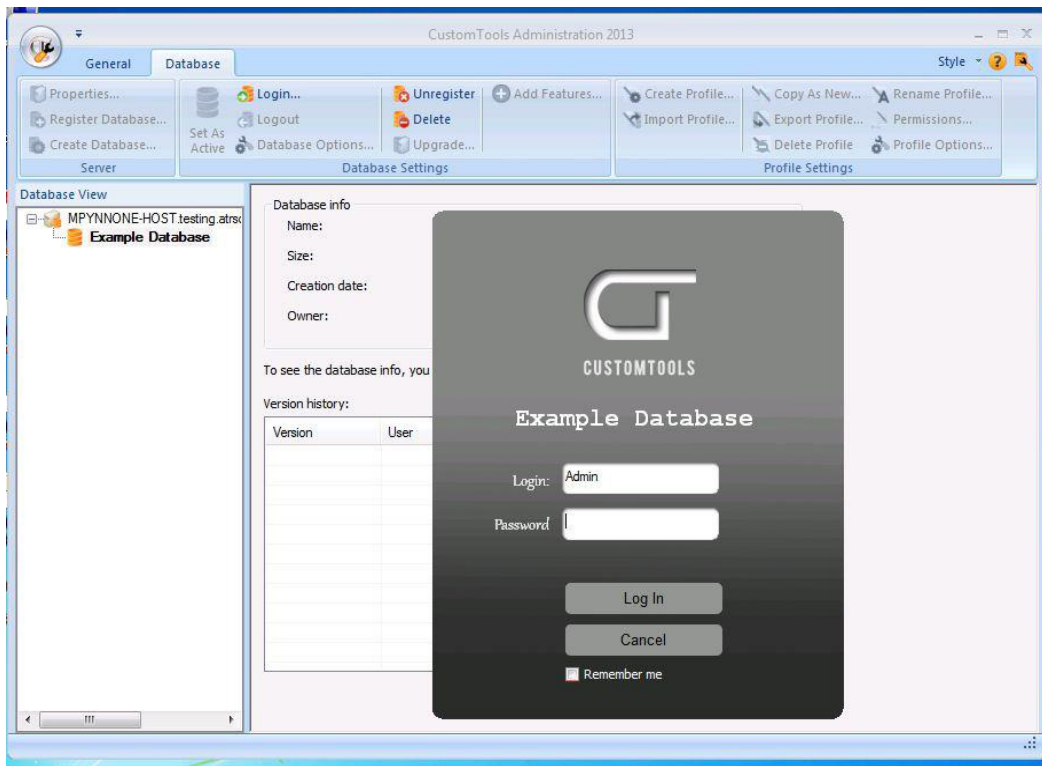 CustomTools Administration 2013
General Database Style
Properties... Login... Unregister Add Features... Create Profile... Copy As New... Rename Profile...
Register Database... Set As Active Logout Delete Import Profile... Export Profile... Permissions...
Create Database... Database Options... Upgrade... Delete Profile Profile Options...
Server Database Settings Profile Settings
Database View
MPYNNONE-HOST.testing.atrso
Example Database
Database info
Name:
Size:
Creation date:
Owner:
To see the database info, you
Version history:
Version User
CUSTOMTOOLS
Example Database
Login: Admin
Password
Log In
Cancel
Remember me